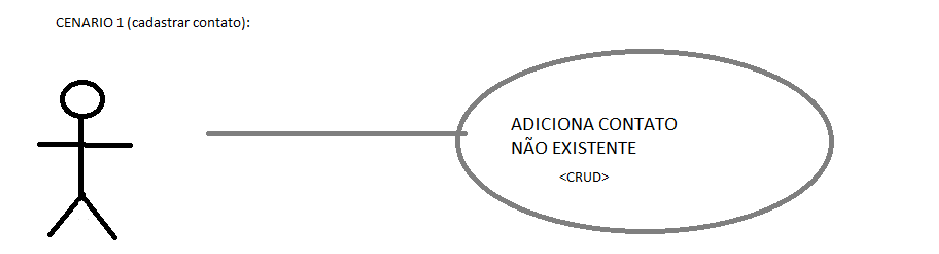 CENARIO 1 (cadastrar contato):
ADICIONA CONTATO
NÃO EXISTENTE
<CRUD>